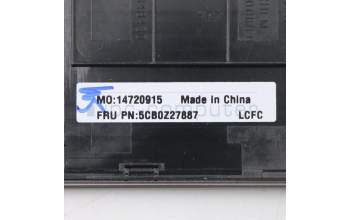 MO:14720915 Made in China
FRU PN:5CB0Z27887 LCFC